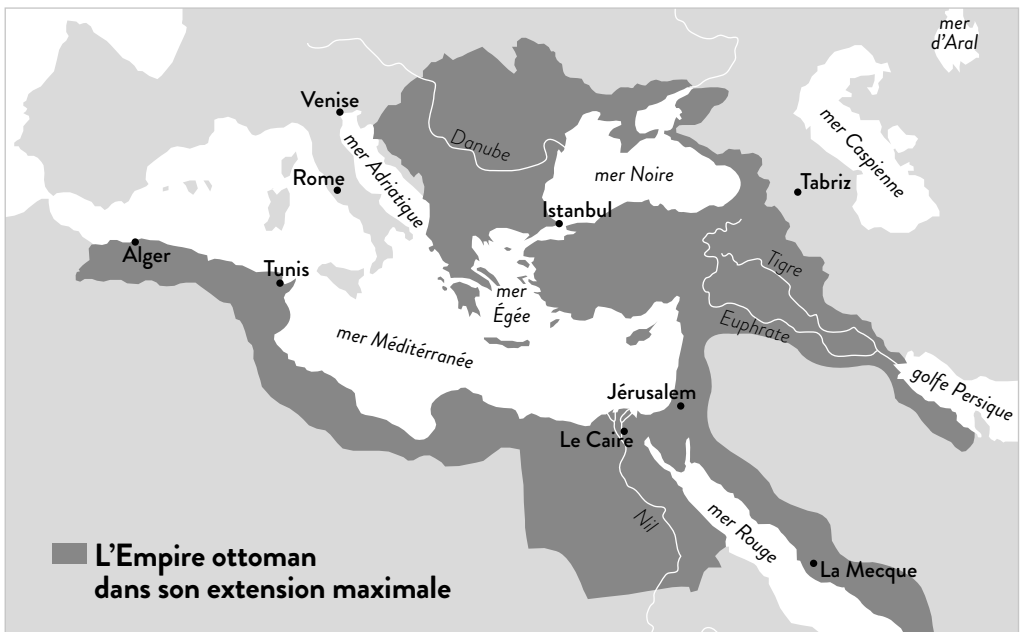 mer
d’Aral
Venise
mer Caspienne
Danube
mer Adriatique
mer Noire
Rome
Tabriz
Istanbul
Alger
Tunis
Tigre
mer
Égée
Euphrate
mer Méditérranée
golfe Persique
Jérusalem
Le Caire
Nil
mer Rouge
L’Empire ottoman
dans son extension maximale
La Mecque